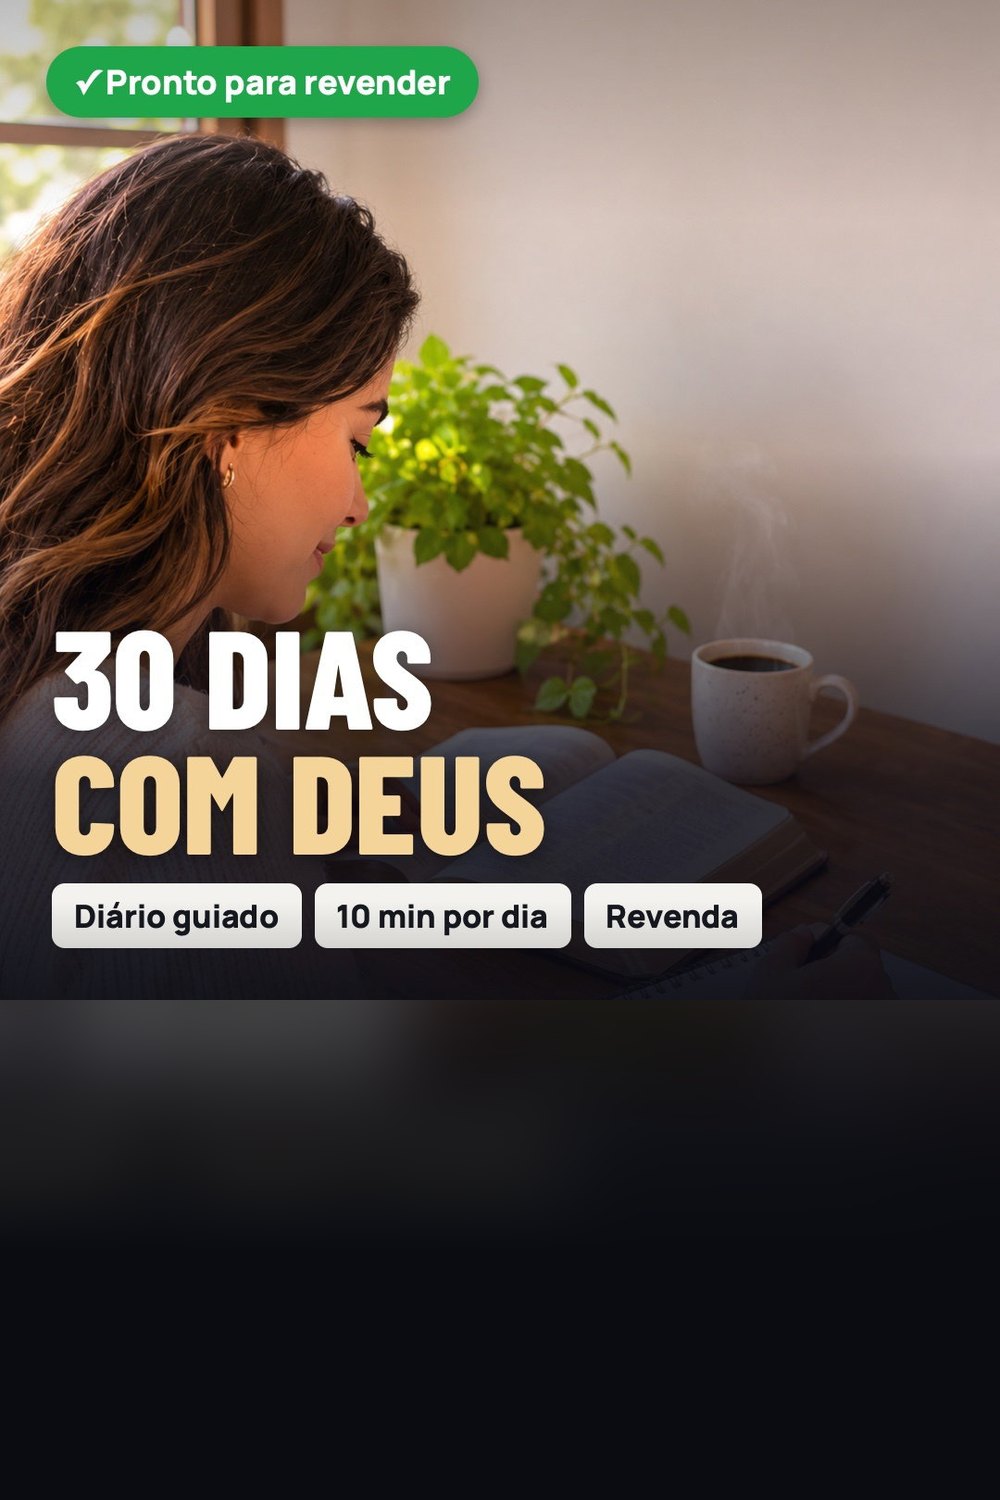 ✓Pronto para revender
30 DIAS
COM DEUS
Diário guiado
10 min por dia
Revenda